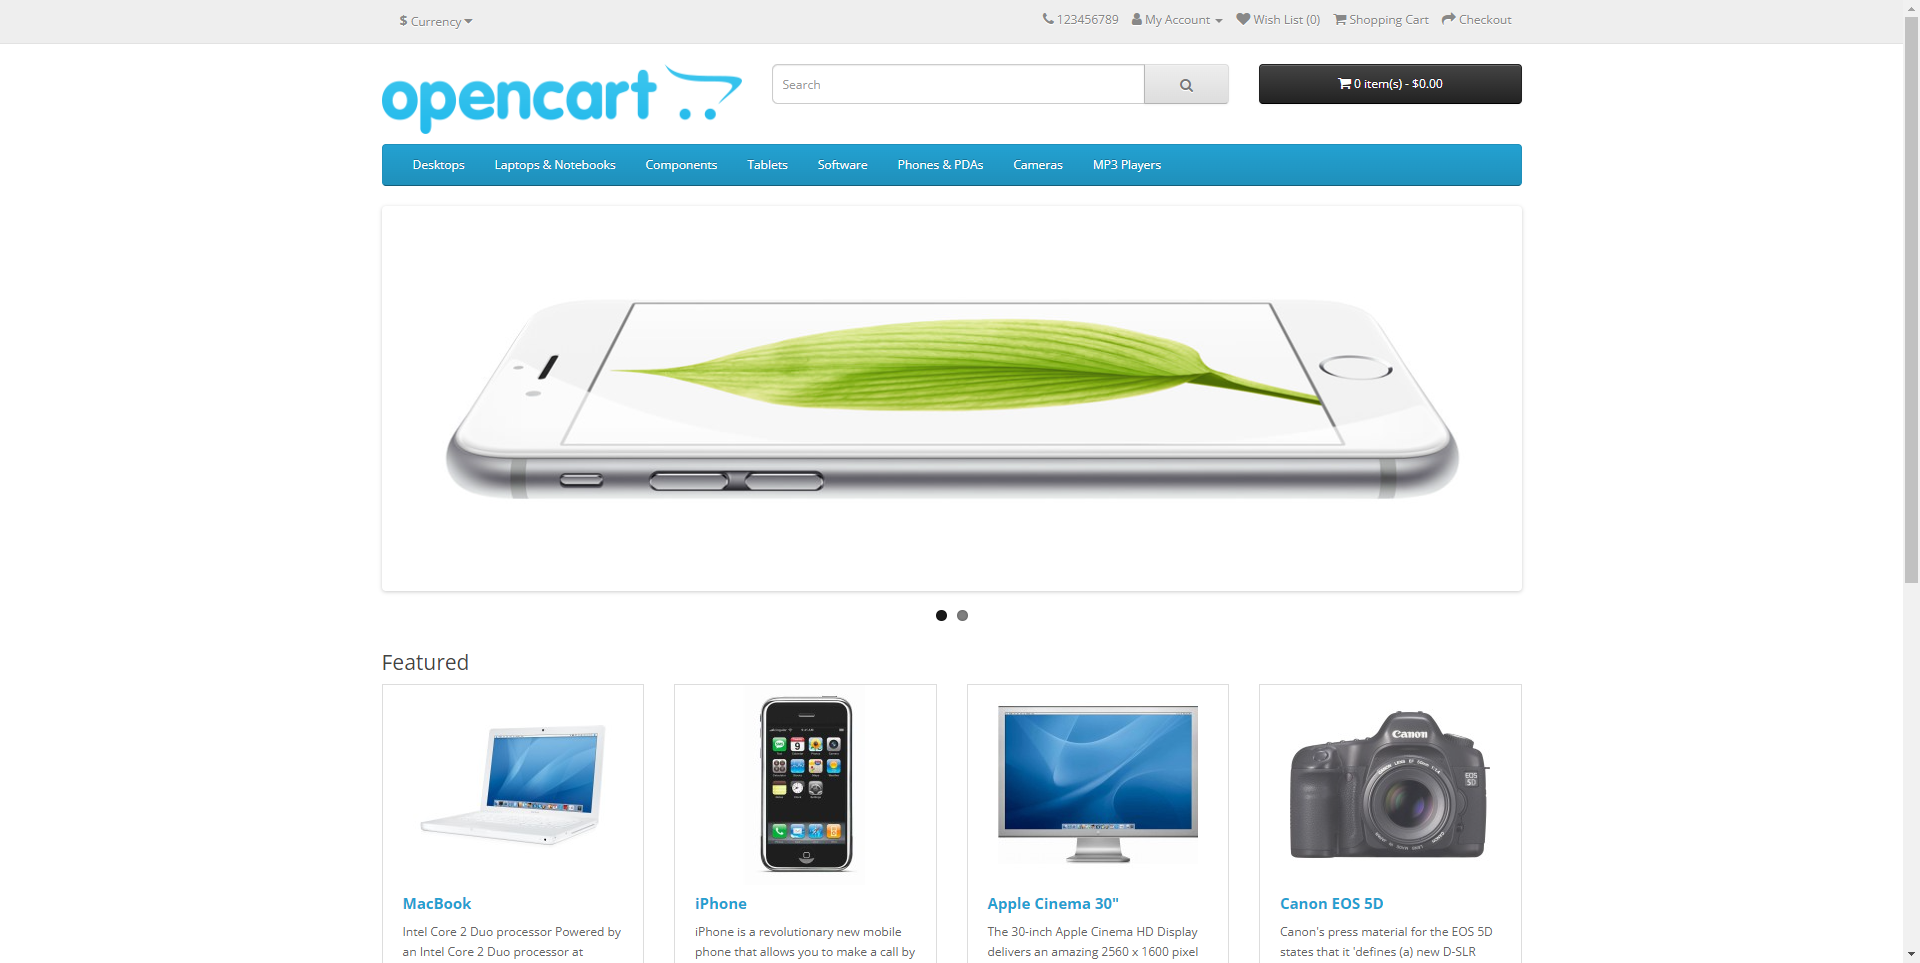 $ Currency
123456789 My Account Wish List (0) Shopping Cart Checkout
opencart
Search
0 item(s) - $0.00
Desktops Laptops & Notebooks Components Tablets Software Phones & PDAs Cameras MP3 Players
Featured
Canon
EOS 5D
MacBook
Intel Core 2 Duo processor Powered by
an Intel Core 2 Duo processor at
iPhone
iPhone is a revolutionary new mobile
phone that allows you to make a call by
Apple Cinema 30"
The 30-inch Apple Cinema HD Display
delivers an amazing 2560 x 1600 pixel
Canon EOS 5D
Canon's press material for the EOS 5D
states that it 'defines (a) new D-SLR